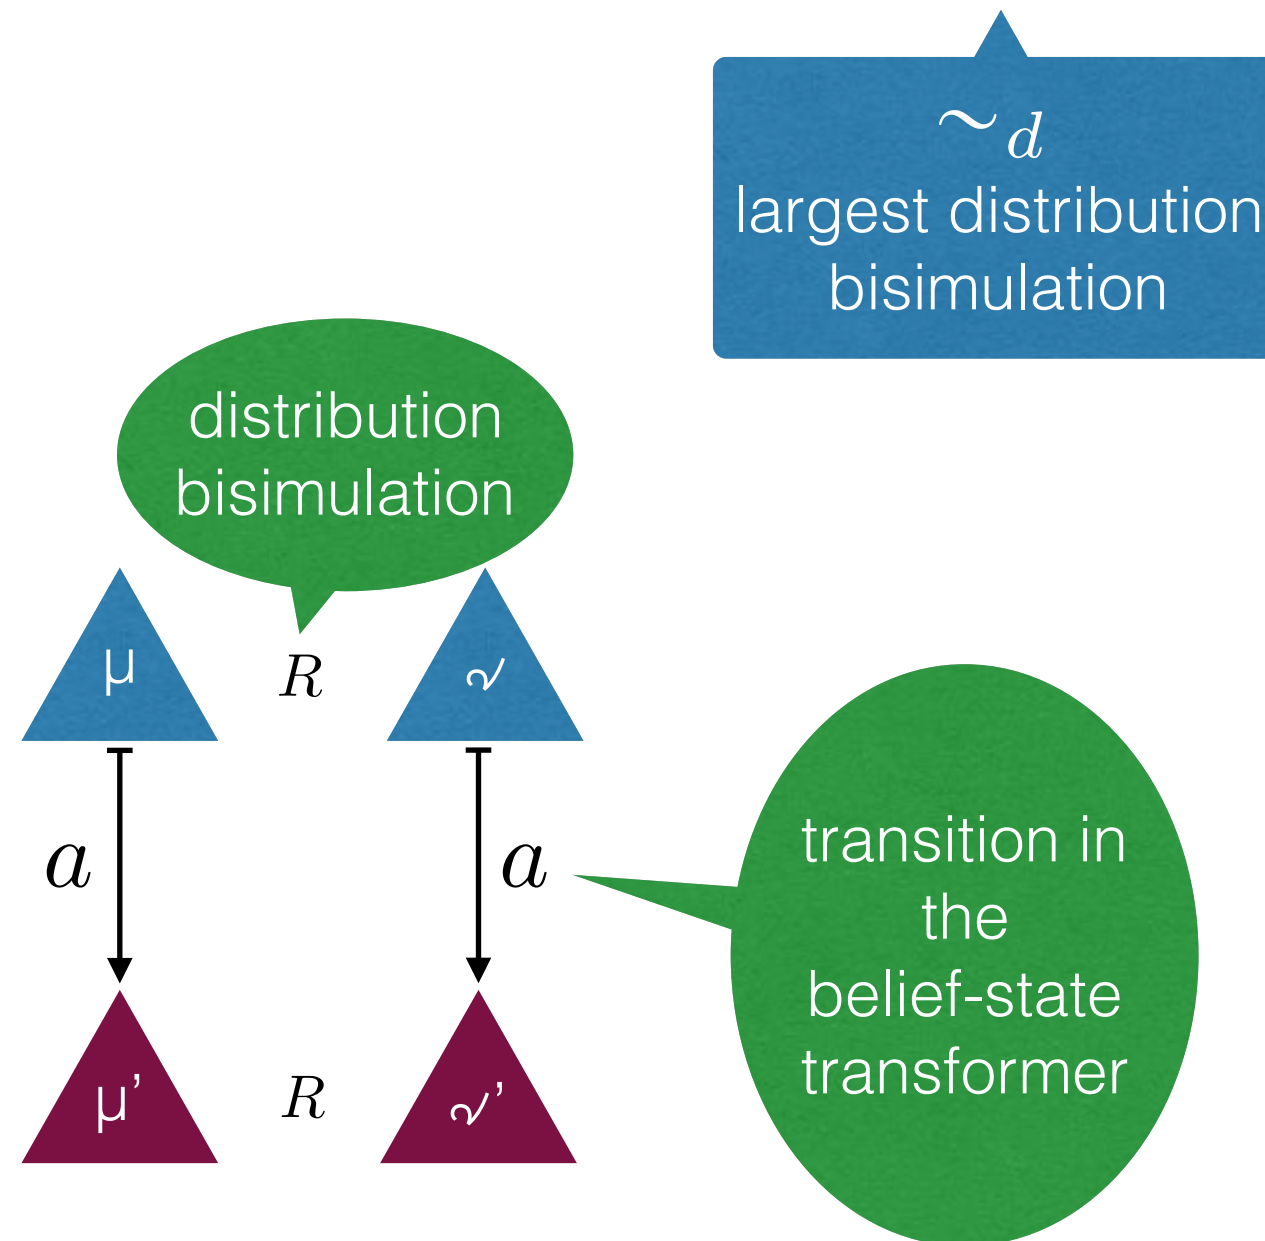 ~d
largest distribution
bisimulation
distribution
bisimulation
μ R
a a
transition in
the
belief-state
transformer
μ’ R